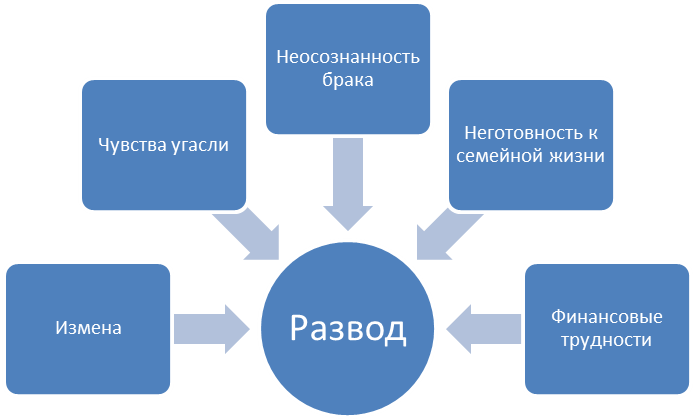 Неосознанность
брака
Чувства угасли
Неготовность к
семейной жизни
Измена
Развод
Финансовые
трудности